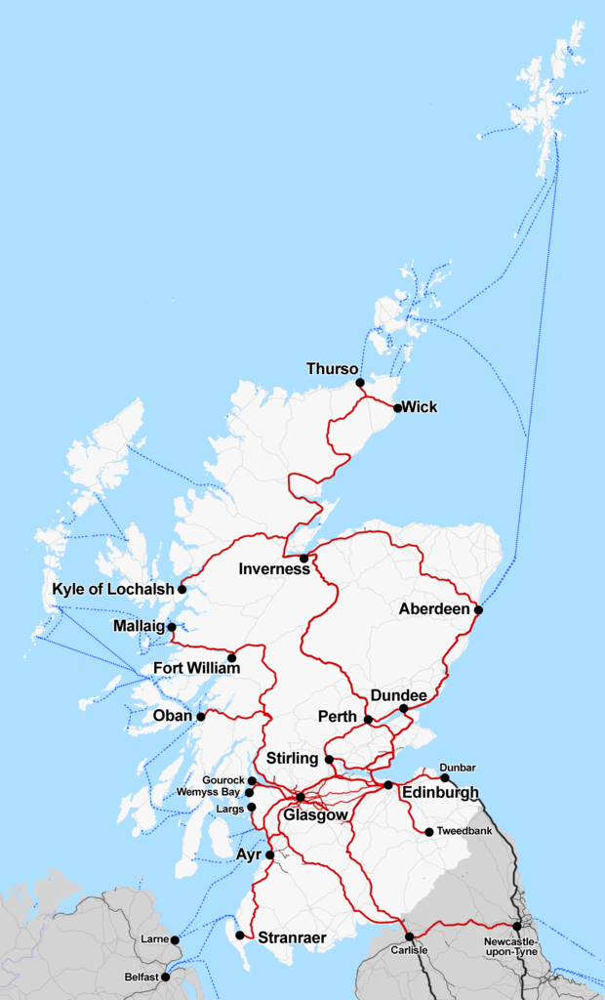 Thurso
Wick
Inverness
Kyle of Lochalsh
Aberdeen
Mallaig
Fort William
Dundee
Perth
Oban
Stirling
Dunbar
Gourock
Wemyss Bay
Edinburgh
Largs
Glasgow
Tweedbank
Ayr
Stranraer
Larne
Carlisle
Newcastle-
upon-Tyne
Belfast